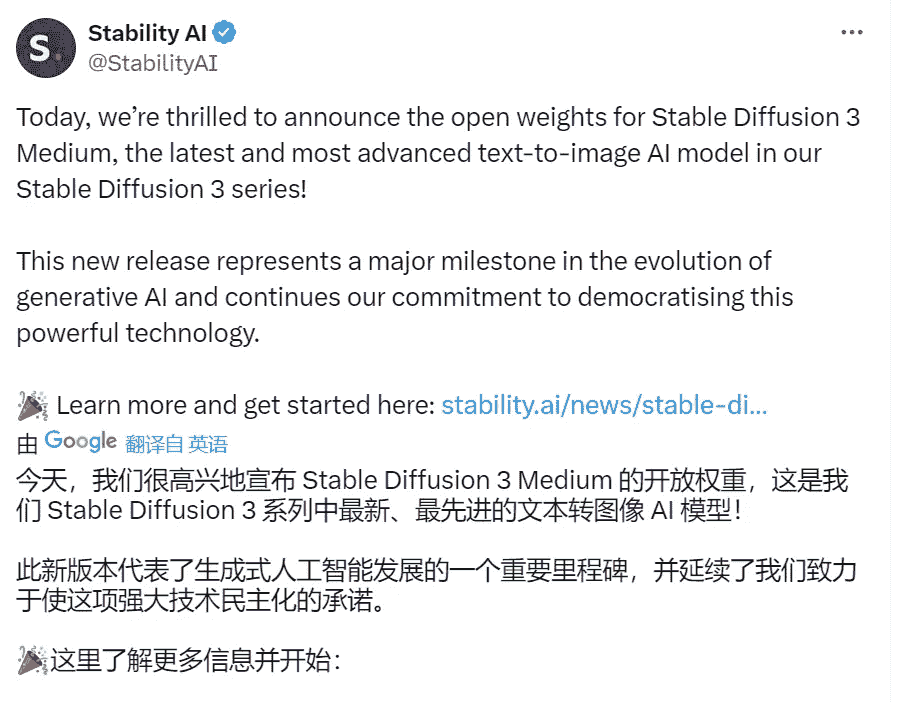 S.
Stability AI
@StabilityAI
Today, we’re thrilled to announce the open weights for Stable Diffusion 3
Medium, the latest and most advanced text-to-image AI model in our
Stable Diffusion 3 series!
This new release represents a major milestone in the evolution of
generative AI and continues our commitment to democratising this
powerful technology.
🎉 Learn more and get started here: stability.ai/news/stable-di…
由 Google 翻译自 英语
今天，我们很高兴地宣布 Stable Diffusion 3 Medium 的开放权重，这是我
们 Stable Diffusion 3 系列中最新、最先进的文本转图像 AI 模型！
此新版本代表了生成式人工智能发展的一个重要里程碑，并延续了我们致力
于使这项强大技术民主化的承诺。
🎉这里了解更多信息并开始：